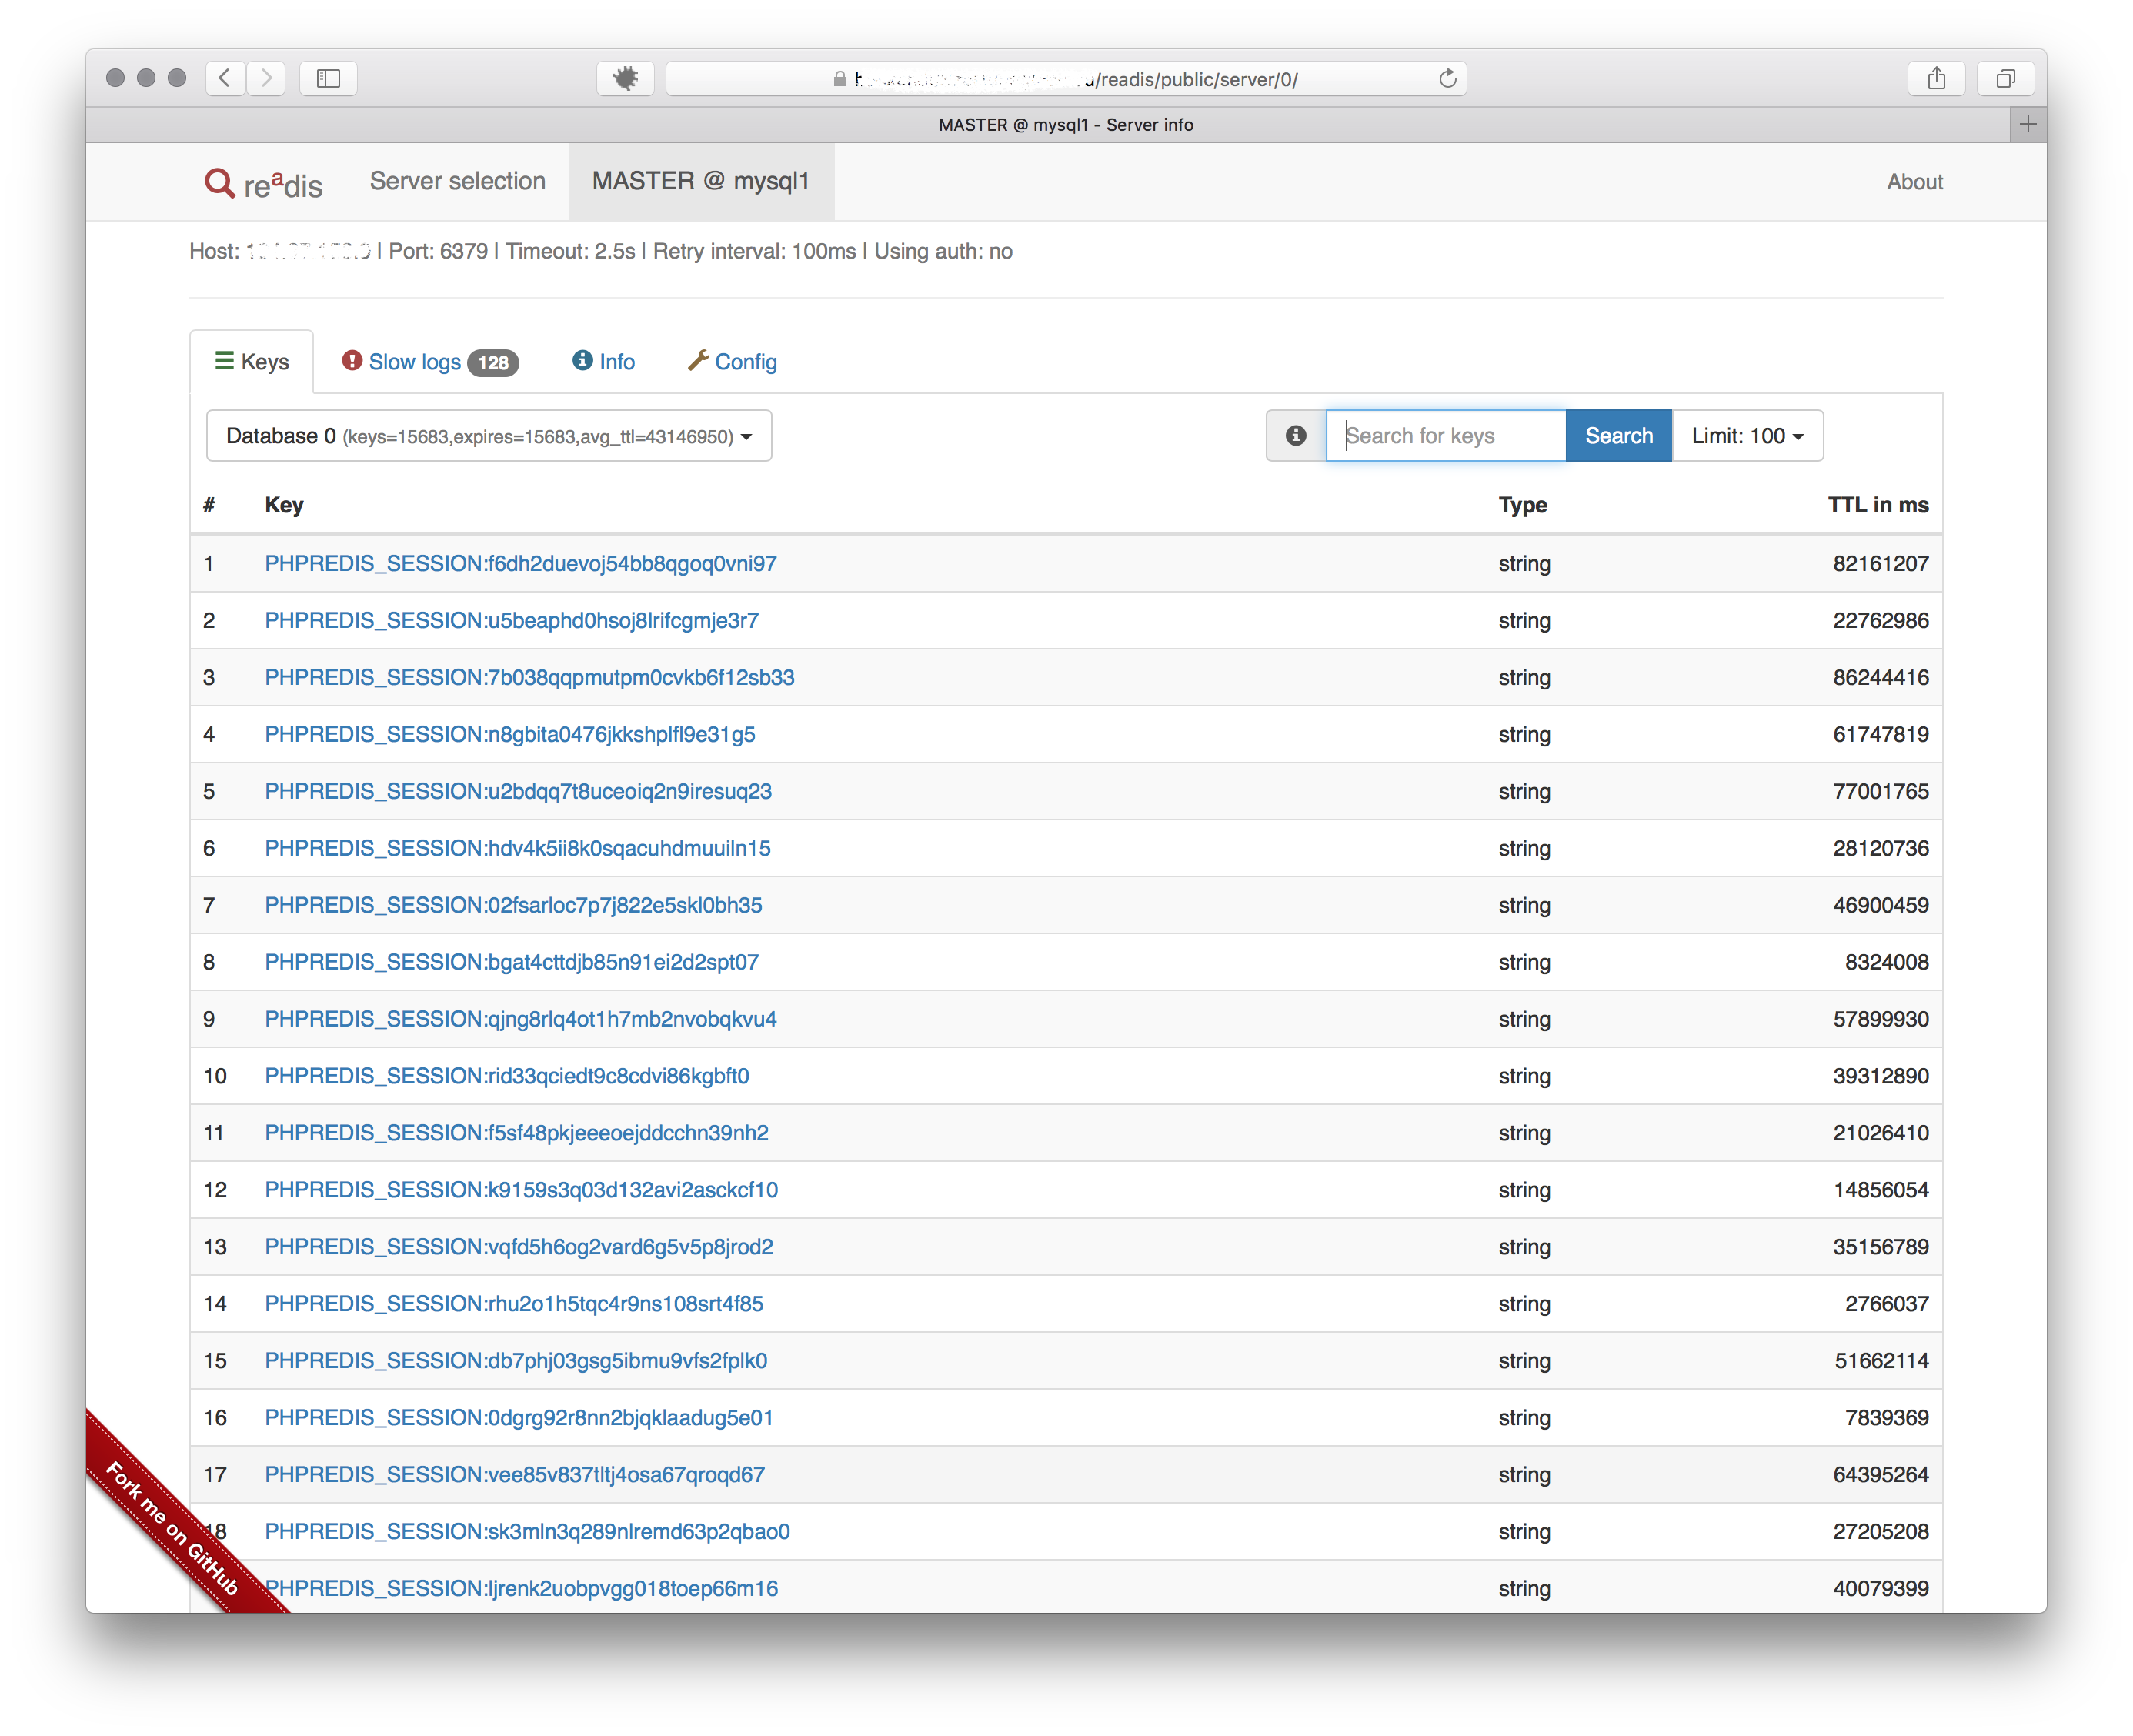 /readis/public/server/0/
MASTER @ mysql1 - Server info
readis Server selection MASTER @ mysql1 About
Host: | Port: 6379 | Timeout: 2.5s | Retry interval: 100ms | Using auth: no
Keys Slow logs 128 Info Config
Database 0 (keys=15683,expires=15683,avg_ttl=43146950) Search for keys Search Limit: 100
# Key Type TTL in ms
1 PHPREDIS_SESSION:f6dh2duevoj54bb8qgoq0vni97 string 82161207
2 PHPREDIS_SESSION:u5beaphd0hsoj8lrifcgmje3r7 string 22762986
3 PHPREDIS_SESSION:7b038qqpmutpm0cvkb6f12sb33 string 86244416
4 PHPREDIS_SESSION:n8gbita0476jkkshplfl9e31g5 string 61747819
5 PHPREDIS_SESSION:u2bdqq7t8uceoiq2n9iresuq23 string 77001765
6 PHPREDIS_SESSION:hdv4k5ii8k0sqacuhdmuuiln15 string 28120736
7 PHPREDIS_SESSION:02fsarloc7p7j822e5skl0bh35 string 46900459
8 PHPREDIS_SESSION:bgat4cttdjb85n91ei2d2spt07 string 8324008
9 PHPREDIS_SESSION:qjng8rlq4ot1h7mb2nvobqkvu4 string 57899930
10 PHPREDIS_SESSION:rid33qciedt9c8cdvi86kgbft0 string 39312890
11 PHPREDIS_SESSION:f5sf48pkjeeeoejddcchn39nh2 string 21026410
12 PHPREDIS_SESSION:k9159s3q03d132avi2asckcf10 string 14856054
13 PHPREDIS_SESSION:vqfd5h6og2vard6g5v5p8jrod2 string 35156789
14 PHPREDIS_SESSION:rhu2o1h5tqc4r9ns108srt4f85 string 2766037
15 PHPREDIS_SESSION:db7phj03gsg5ibmu9vfs2fplk0 string 51662114
16 PHPREDIS_SESSION:0dgrg92r8nn2bjqklaadug5e01 string 7839369
17 PHPREDIS_SESSION:vee85v837tltj4osa67qroqd67 string 64395264
18 PHPREDIS_SESSION:sk3mln3q289nlremd63p2qbao0 string 27205208
PHPREDIS_SESSION:ljrenk2uobpvgg018toep66m16 string 40079399
Fork me on GitHub